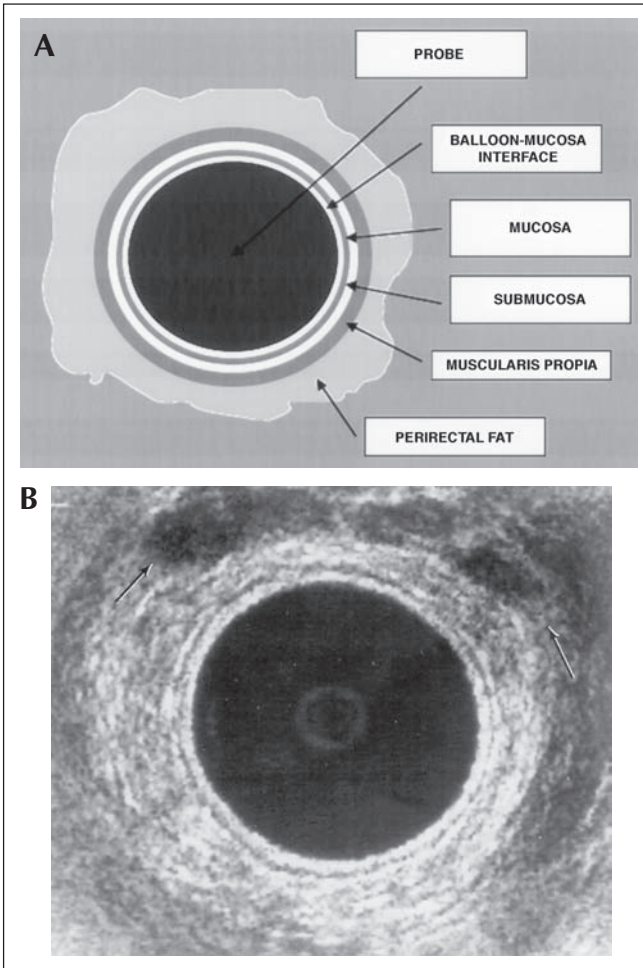 A
PROBE
BALLOON-MUCOSA
INTERFACE
MUCOSA
SUBMUCOSA
MUSCULARIS PROPIA
PERIRECTAL FAT
B